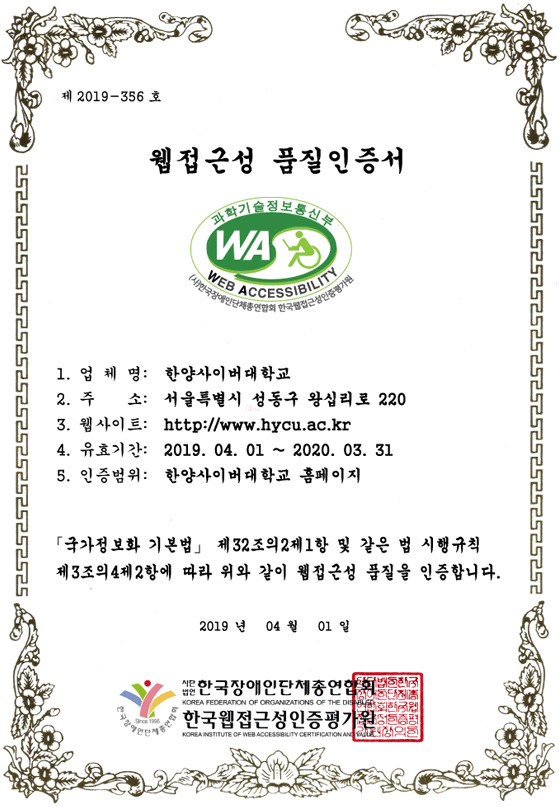 제 2019-356 호
웹접근성 품질인증서
과학기술정보통신부
WA
WEB ACCESSIBILITY
(사)한국장애인단체총연합회 한국웹접근성인증평가원
1. 업 체 명: 한양사이버대학교
2. 주 소: 서울특별시 성동구 왕십리로 220
3. 웹사이트: http://www.hycu.ac.kr
4. 유효기간: 2019. 04. 01 ~ 2020. 03. 31
5. 인증범위: 한양사이버대학교 홈페이지
「국가정보화 기본법」 제32조의2제1항 및 같은 법 시행규칙
제3조의4제2항에 따라 위와 같이 웹접근성 품질을 인증합니다.
2019 년 04 월 01 일
한국장애인단체총연합회
Since 1998
사단법인 한국장애인단체총연합회
KOREA FEDERATION OF ORGANIZATIONS OF THE DISABLED
한국웹접근성인증평가원
KOREA INSTITUTE OF WEB ACCESSIBILITY CERTIFICATION AND VALUE